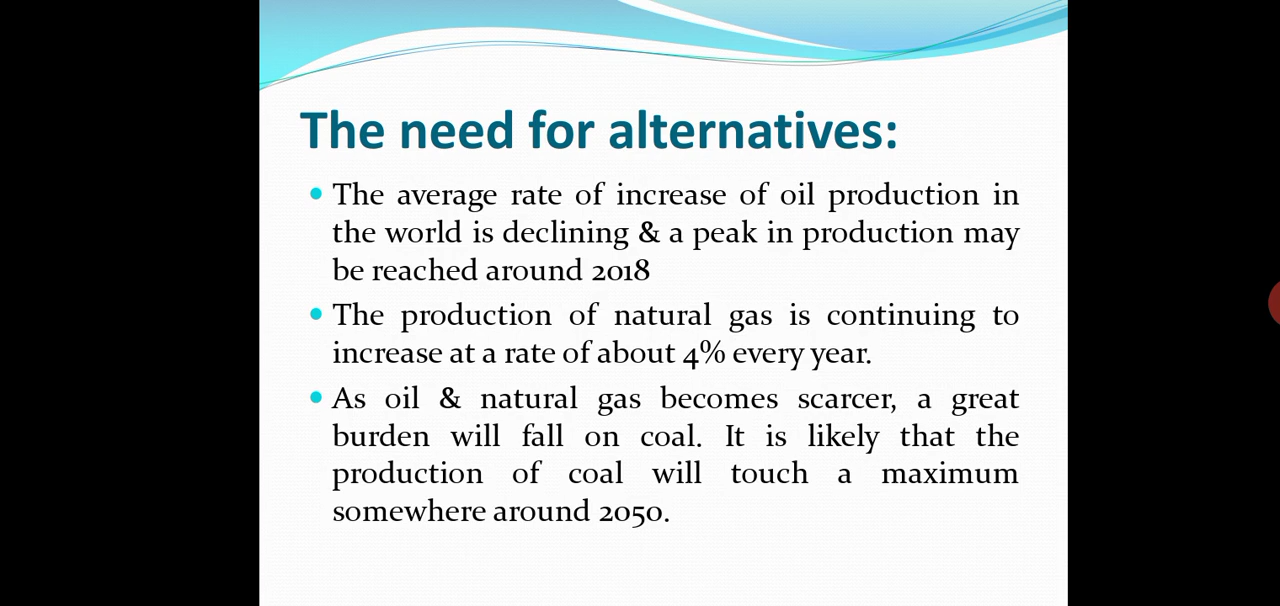 The need for alternatives:
• The average rate of increase of oil production in
the world is declining & a peak in production may
be reached around 2018
• The production of natural gas is continuing to
increase at a rate of about 4% every year.
• As oil & natural gas becomes scarcer, a great
burden will fall on coal. It is likely that the
production of coal will touch a maximum
somewhere around 2050.